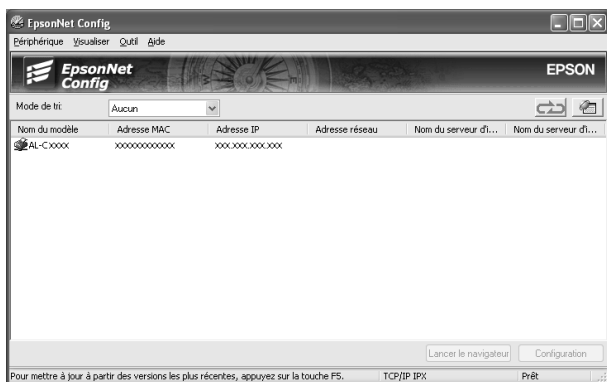 EpsonNet Config
Périphérique Visualiser Outil Aide
EpsonNet
Config
EPSON
Mode de tri: Aucun
Nom du modèle Adresse MAC Adresse IP Adresse réseau Nom du serveur d'i... Nom du serveur d'i...
AL-Cxxxx xxxxxxxxxxxx xxx.xxx.xxx.xxx
Lancer le navigateur Configuration
Pour mettre à jour à partir des versions les plus récentes, appuyez sur la touche F5. TCP/IP IPX Prêt